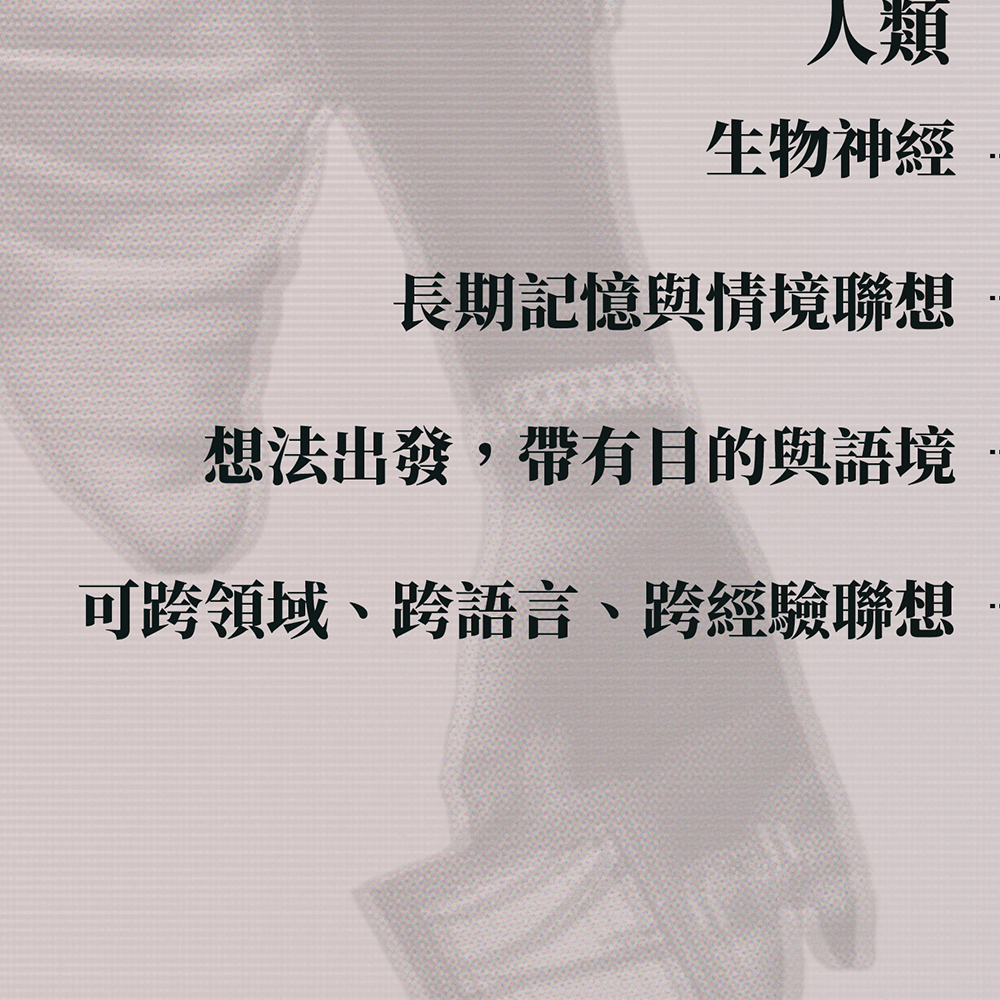 人類
生物神經
長期記憶與情境聯想
想法出發，帶有目的與語境
可跨領域、跨語言、跨經驗聯想